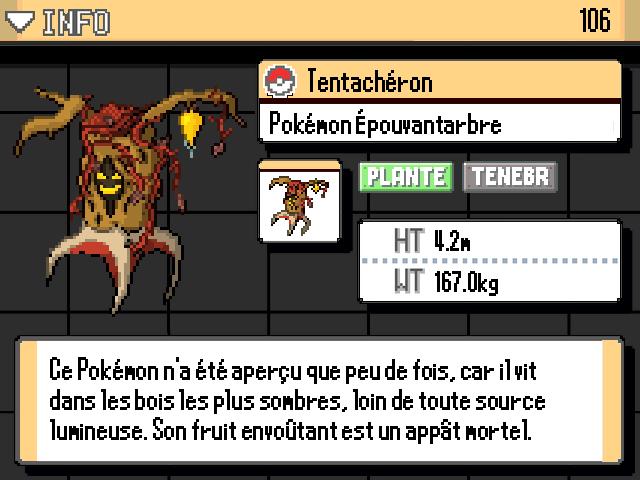 INFO
106
Tentachéron
Pokémon Épouvantarbre
PLANTE TENEBR
HT 4.2m
WT 167.0kg
Ce Pokémon n'a été aperçu que peu de fois, car il vit
dans les bois les plus sombres, loin de toute source
lumineuse. Son fruit envoûtant est un appât mortel.